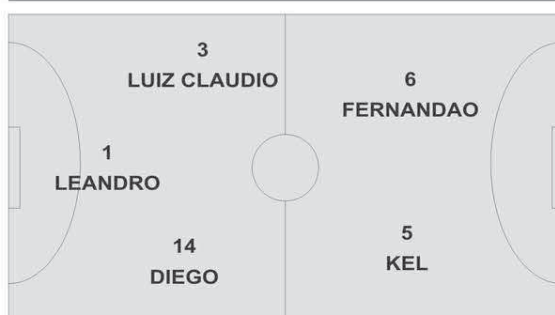 3
LUIZ CLAUDIO
6
FERNANDAO
1
LEANDRO
14
DIEGO
5
KEL